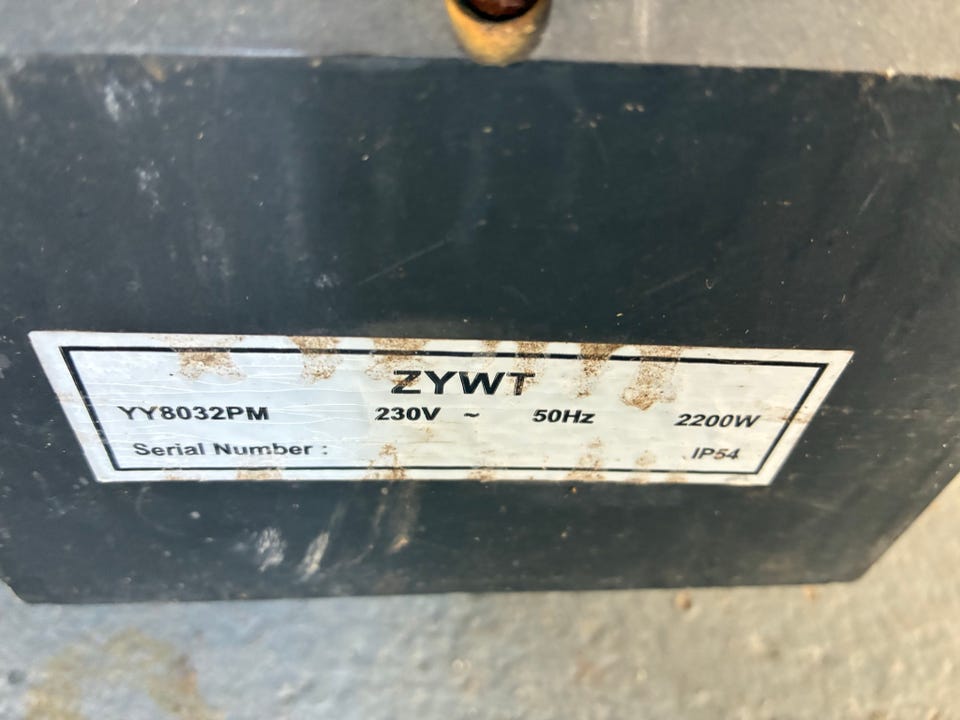 ZYWT
YY8032PM 230V ~ 50Hz 2200W
Serial Number : IP54